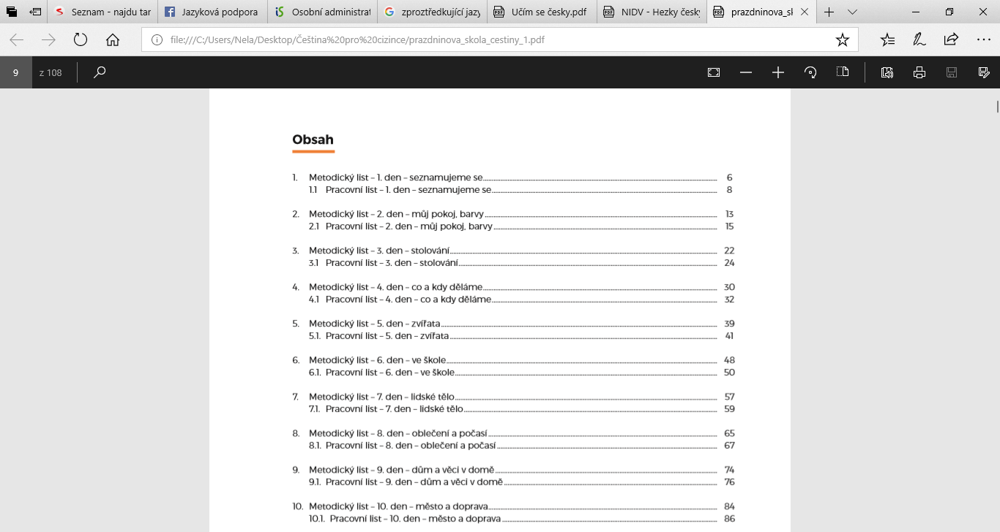 Seznam - najdu tar
Jazyková podpora
Osobní administrat
zproztředkující jazy
Učím se česky.pdf
NIDV - Hezky česky
prazdninova_sk
file:///C:/Users/Nela/Desktop/Čeština%20pro%20cizince/prazdninova_skola_cestiny_1.pdf
9 z 108
Obsah
1. Metodický list – 1. den – seznamujeme se 6
1.1 Pracovní list – 1. den – seznamujeme se 8
2. Metodický list – 2. den – můj pokoj, barvy 13
2.1 Pracovní list – 2. den – můj pokoj, barvy 15
3. Metodický list – 3. den – stolování 22
3.1 Pracovní list – 3. den – stolování 24
4. Metodický list – 4. den – co a kdy děláme 30
4.1 Pracovní list – 4. den – co a kdy děláme 32
5. Metodický list – 5. den – zvířata 39
5.1. Pracovní list – 5. den – zvířata 41
6. Metodický list – 6. den – ve škole 48
6.1. Pracovní list – 6. den – ve škole 50
7. Metodický list – 7. den – lidské tělo 57
7.1. Pracovní list – 7. den – lidské tělo 59
8. Metodický list – 8. den – oblečení a počasí 65
8.1. Pracovní list – 8. den – oblečení a počasí 67
9. Metodický list – 9. den – dům a věci v domě 74
9.1. Pracovní list – 9. den – dům a věci v domě 76
10. Metodický list – 10. den – město a doprava 84
10.1. Pracovní list – 10. den – město a doprava 86